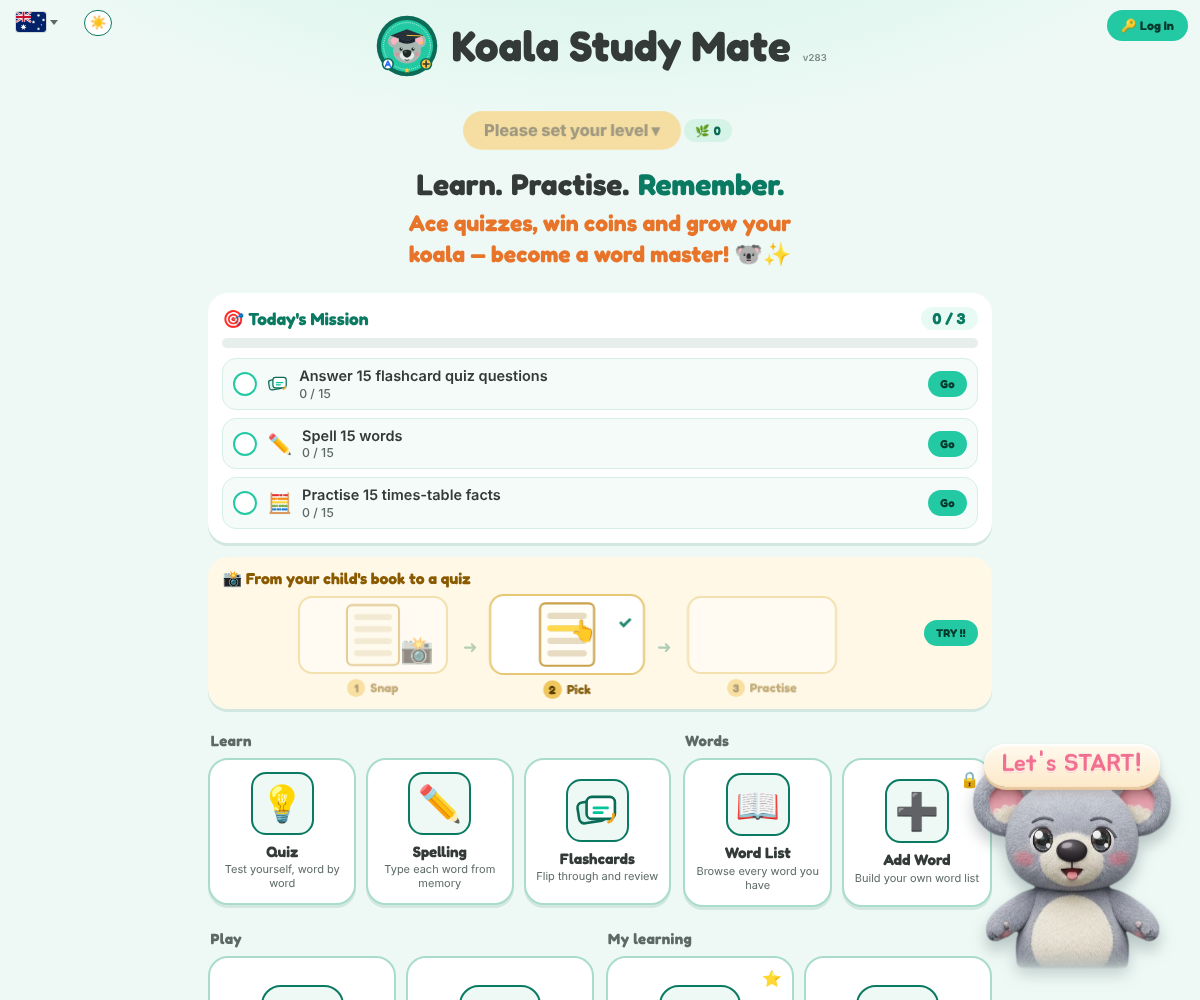 Log In
Koala Study Mate v283
Please set your level ▾
0
Learn. Practise. Remember.
Ace quizzes, win coins and grow your
koala — become a word master!
Today's Mission
0 / 3
Answer 15 flashcard quiz questions
0 / 15
Go
Spell 15 words
0 / 15
Go
Practise 15 times-table facts
0 / 15
Go
From your child's book to a quiz
TRY !!
1 Snap
2 Pick
3 Practise
Learn
Words
Let's START!
Quiz
Test yourself, word by
word
Spelling
Type each word from
memory
Flashcards
Flip through and review
Word List
Browse every word you
have
Add Word
Build your own word list
Play
My learning